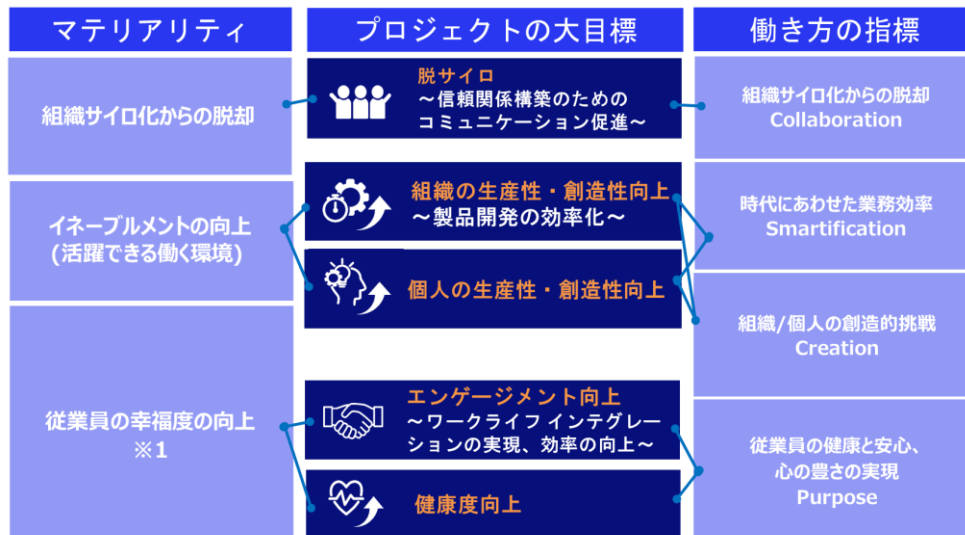 マテリアリティ
プロジェクトの大目標
働き方の指標
組織サイロ化からの脱却
脱サイロ
~信頼関係構築のための
コミュニケーション促進~
組織サイロ化からの脱却
Collaboration
イネーブルメントの向上
(活躍できる働く環境)
組織の生産性・創造性向上
~製品開発の効率化~
個人の生産性・創造性向上
時代にあわせた業務効率
Smartification
組織/個人の創造的挑戦
Creation
従業員の幸福度の向上
※1
エンゲージメント向上
~ワークライフ インテグレー
ションの実現、効率の向上~
健康度向上
従業員の健康と安心、
心の豊さの実現
Purpose